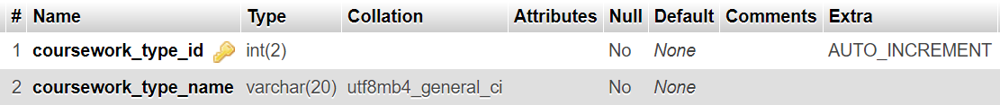 # Name Type Collation Attributes Null Default Comments Extra
1 coursework_type_id int(2) No None AUTO_INCREMENT
2 coursework_type_name varchar(20) utf8mb4_general_ci No None